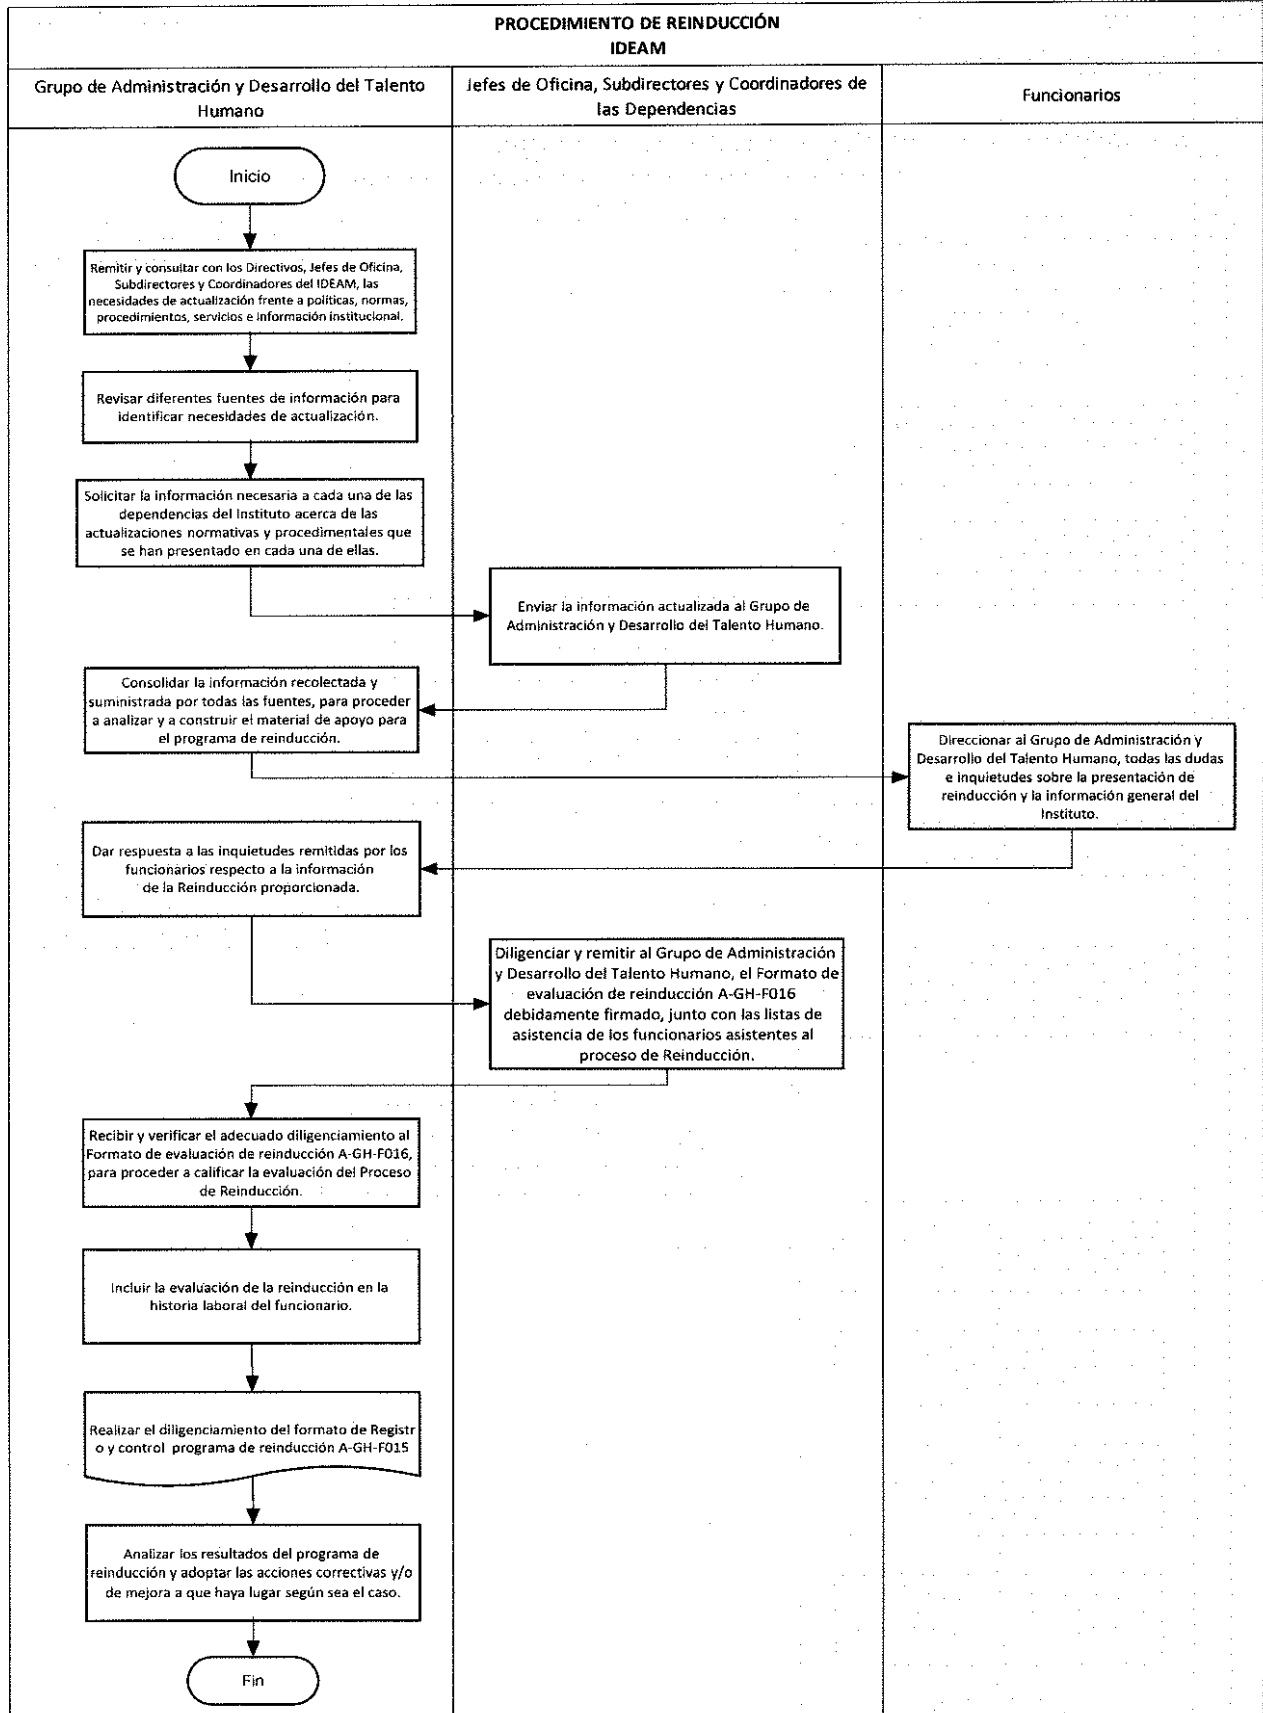 PROCEDIMIENTO DE REINDUCCIÓN
IDEAM
Grupo de Administración y Desarrollo del Talento
Humano
Jefes de Oficina, Subdirectores y Coordinadores de
las Dependencias
Funcionarios
Inicio
Remitir y consultar con los Directivos, Jefes de Oficina,
Subdirectores y Coordinadores del IDEAM, las
necesidades de actualización frente a políticas, normas,
procedimientos, servicios e información institucional.
Revisar diferentes fuentes de información para
identificar necesidades de actualización.
Solicitar la información necesaria a cada una de las
dependencias del Instituto acerca de las
actualizaciones normativas y procedimentales que
se han presentado en cada una de ellas.
Enviar la información actualizada al Grupo de
Administración y Desarrollo del Talento Humano.
Consolidar la información recolectada y
suministrada por todas las fuentes, para proceder
a analizar y a construir el material de apoyo para
el programa de reinducción.
Direccionar al Grupo de Administración y
Desarrollo del Talento Humano, todas las dudas
e inquietudes sobre la presentación de
reinducción y la información general del
Instituto.
Dar respuesta a las inquietudes remitidas por los
funcionarios respecto a la información
de la Reinducción proporcionada.
Diligenciar y remitir al Grupo de Administración
y Desarrollo del Talento Humano, el Formato de
evaluación de reinducción A-GH-F016
debidamente firmado, junto con las listas de
asistencia de los funcionarios asistentes al
proceso de Reinducción.
Recibir y verificar el adecuado diligenciamiento al
Formato de evaluación de reinducción A-GH-F016,
para proceder a calificar la evaluación del Proceso
de Reinducción.
Incluir la evaluación de la reinducción en la
historia laboral del funcionario.
Realizar el diligenciamiento del formato de Registr
o y control programa de reinducción A-GH-F015
Analizar los resultados del programa de
reinducción y adoptar las acciones correctivas y/o
de mejora a que haya lugar según sea el caso.
Fin